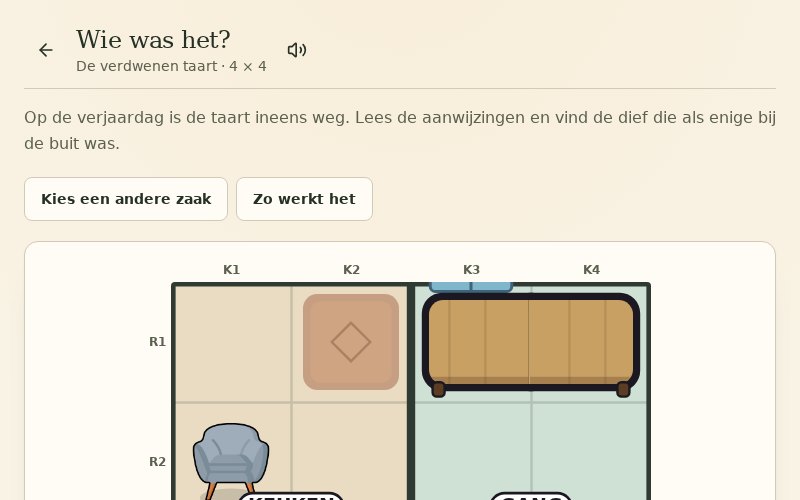 Wie was het?
De verdwenen taart · 4 × 4
Op de verjaardag is de taart ineens weg. Lees de aanwijzingen en vind de dief die als enige bij
de buit was.
Kies een andere zaak
Zo werkt het
K1
K2
K3
K4
R1
R2
KEUKEN
GANG